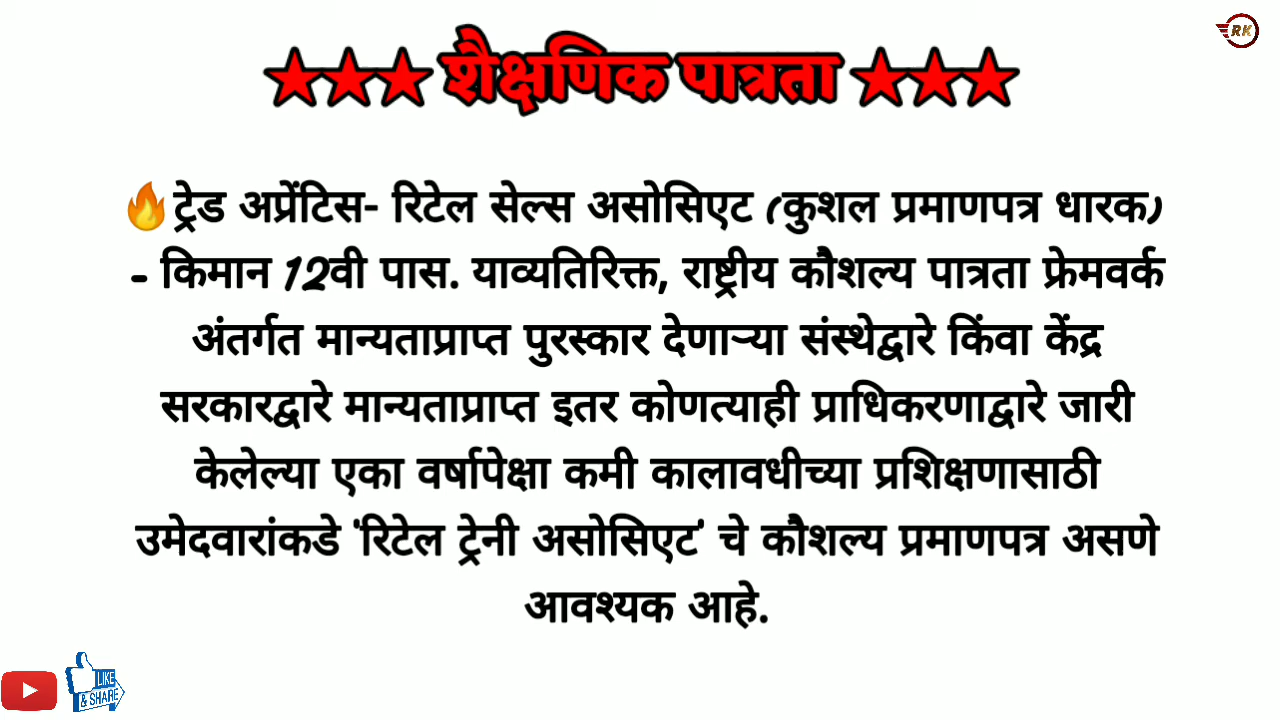 ★★★ शैक्षणिक पात्रता ★★★
RK
🔥ट्रेड अप्रेंटिस- रिटेल सेल्स असोसिएट (कुशल प्रमाणपत्र धारक)
- किमान 12वी पास. याव्यतिरिक्त, राष्ट्रीय कौशल्य पात्रता फ्रेमवर्क
अंतर्गत मान्यताप्राप्त पुरस्कार देणाऱ्या संस्थेद्वारे किंवा केंद्र
सरकारद्वारे मान्यताप्राप्त इतर कोणत्याही प्राधिकरणाद्वारे जारी
केलेल्या एका वर्षापेक्षा कमी कालावधीच्या प्रशिक्षणासाठी
उमेदवारांकडे 'रिटेल ट्रेनी असोसिएट' चे कौशल्य प्रमाणपत्र असणे
आवश्यक आहे.
LIKE
& SHARE